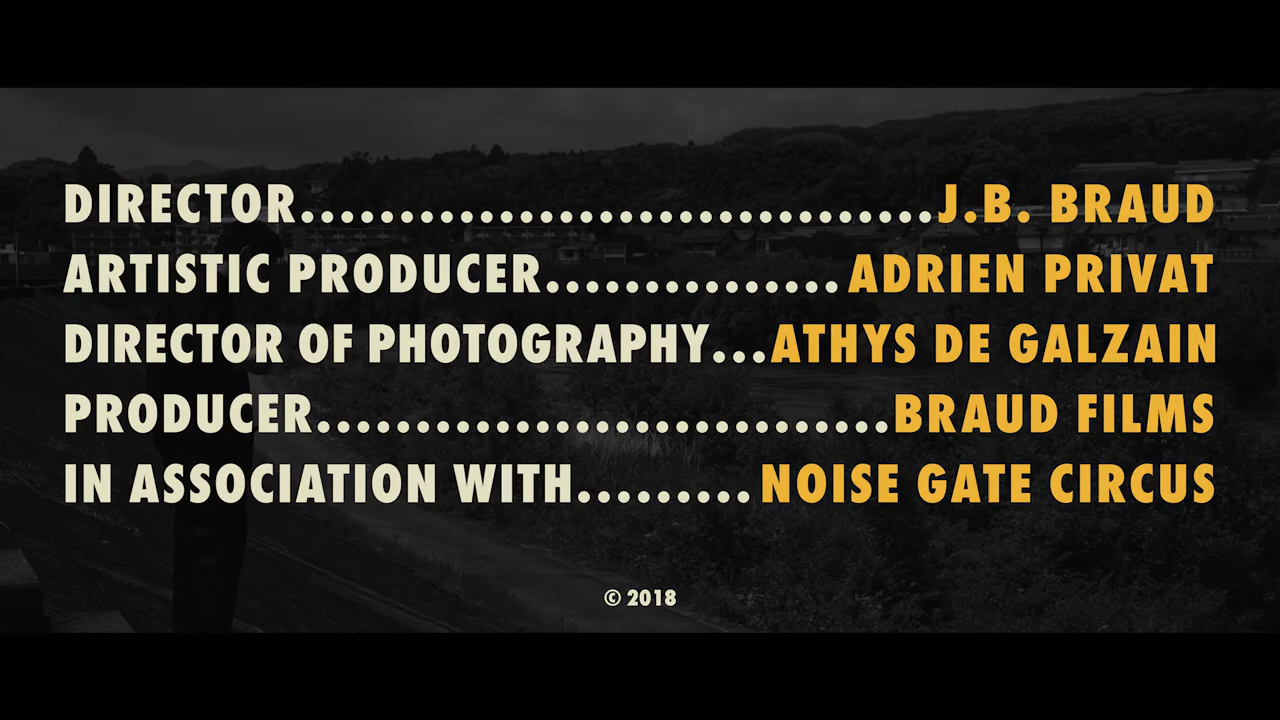 DIRECTOR................................J.B. BRAUD
ARTISTIC PRODUCER............... ADRIEN PRIVAT
DIRECTOR OF PHOTOGRAPHY...ATHYS DE GALZAIN
PRODUCER.............................BRAUD FILMS
IN ASSOCIATION WITH......... NOISE GATE CIRCUS
© 2018